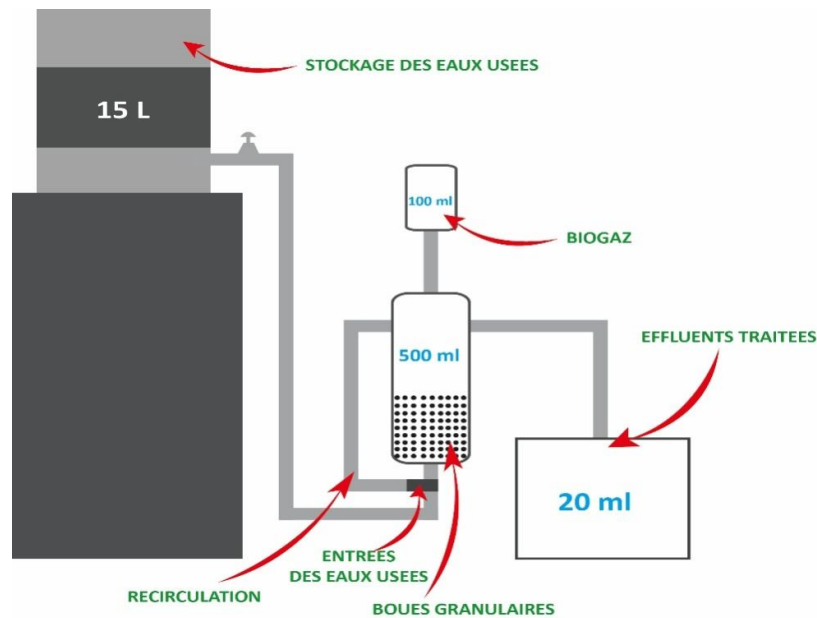 STOCKAGE DES EAUX USEES
15 L
100 ml
BIOGAZ
EFFLUENTS TRAITEES
500 ml
20 ml
ENTREES
DES EAUX USEES
RECIRCULATION
BOUES GRANULAIRES